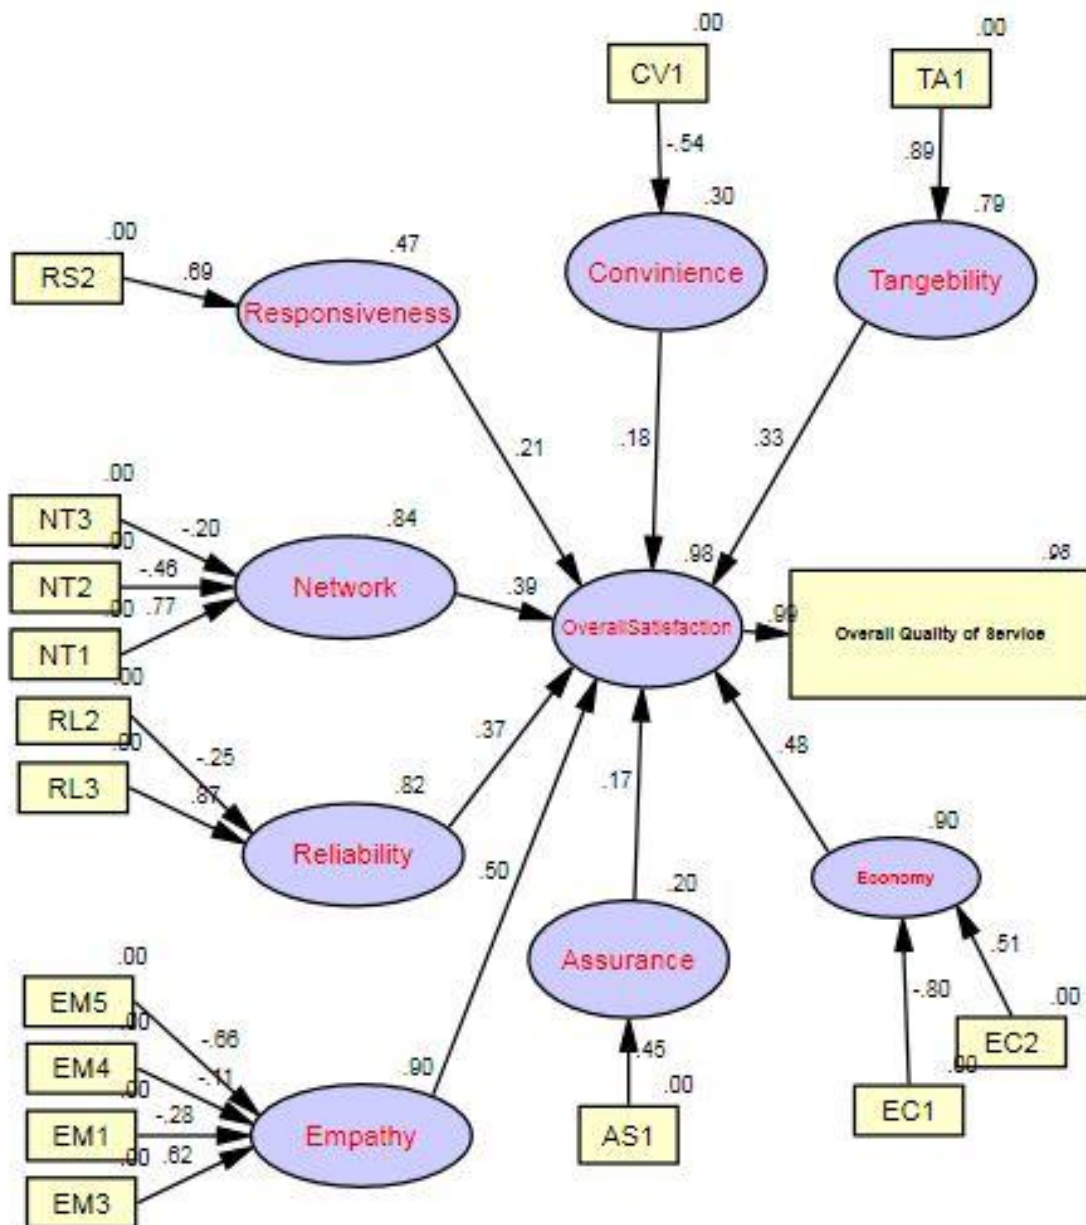 .00
.00
CV1
TA1
-.54
.89
.30
.79
.00
.47
RS2
.69
Responsiveness
Convinience
Tangebility
.21
.18
.33
.00
NT3
-.20
.84
.00
NT2
-.46
Network
.39
.98
.98
.00
.77
NT1
OverallSatisfaction
.99
Overall Quality of Service
.00
RL2
-.25
.37
.17
.48
.00
RL3
.87
.82
Reliability
.50
.20
.90
Economy
Assurance
.51
-.80
.00
EM5
-.66
.00
EM4
-.11
.90
.45
.00
.00
.00
EC2
.00
EM1
-.28
Empathy
AS1
EC1
.00
.62
EM3